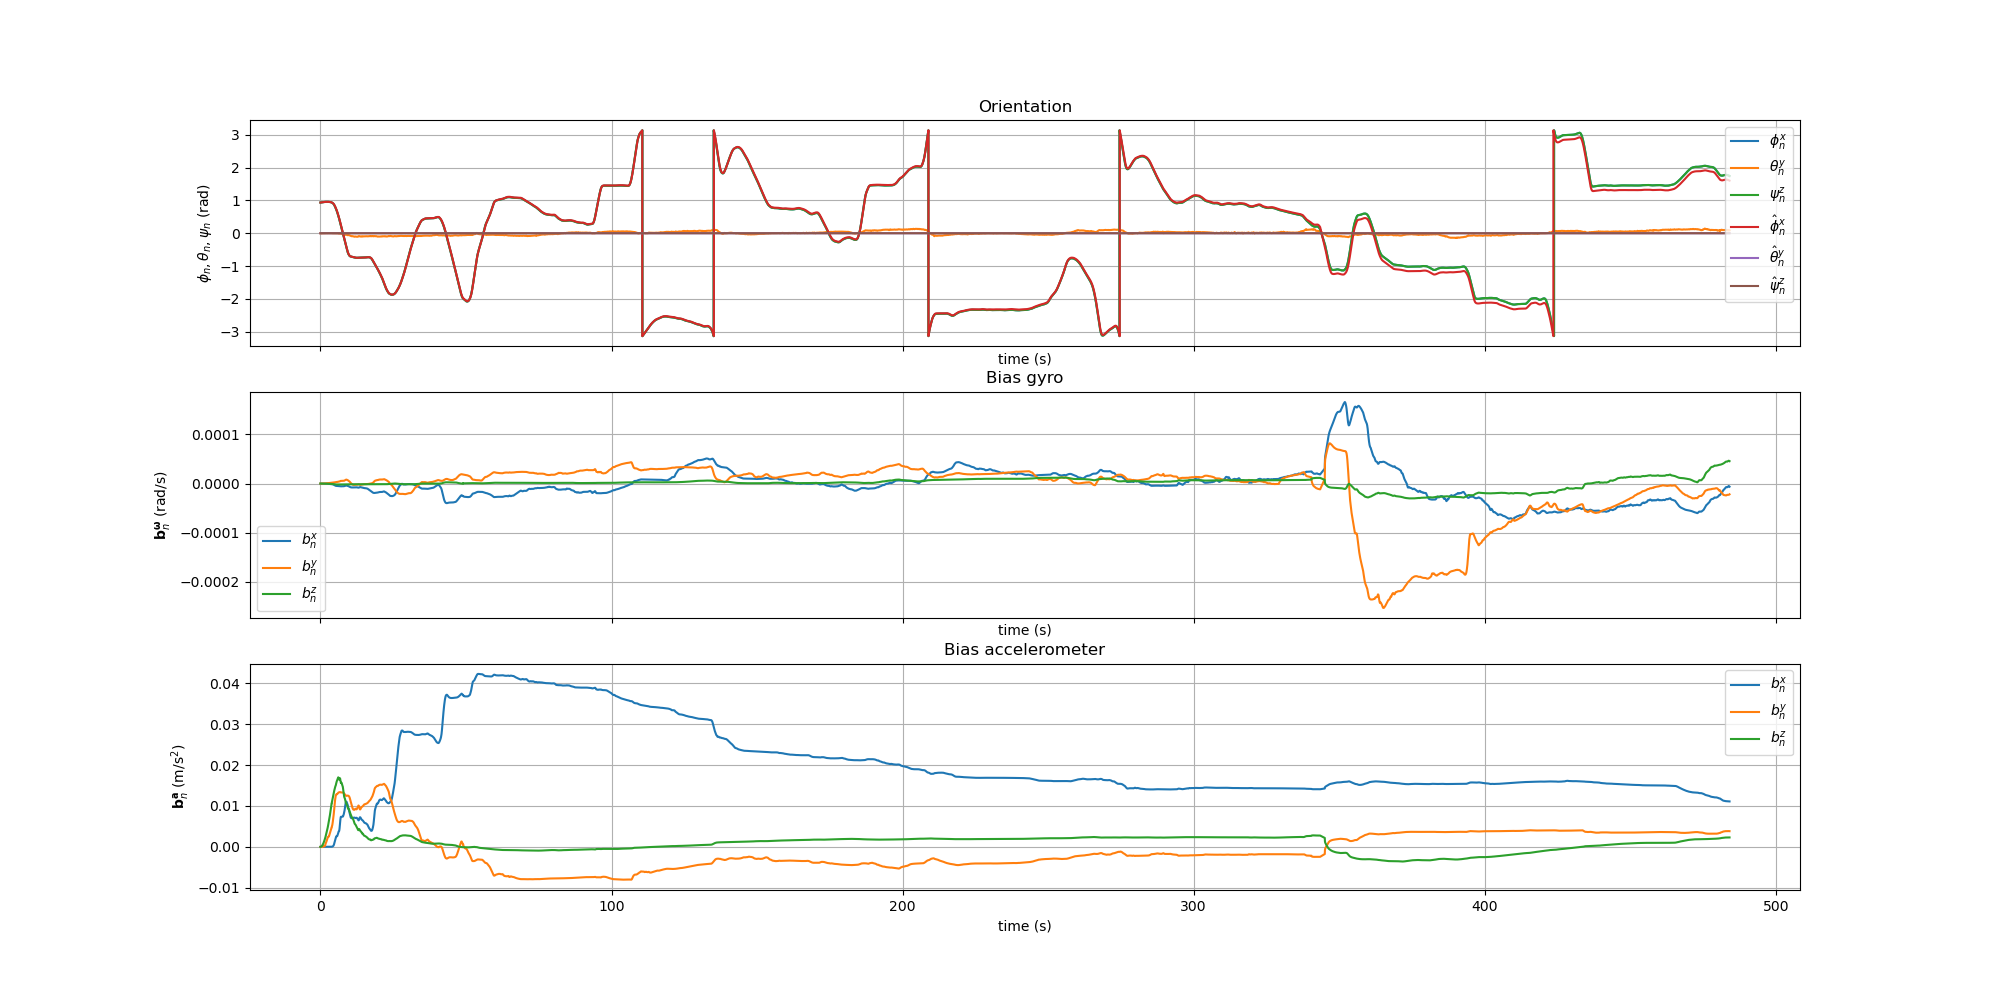 Orientation
ϕₙ, θₙ, ψₙ (rad)
3
2
1
0
−1
−2
−3
ϕₙˣ
θₙʸ
ψₙᶻ
ϕ̂ₙˣ
θ̂ₙʸ
ψ̂ₙᶻ
time (s)
Bias gyro
bₙ^ω (rad/s)
0.0001
0.0000
−0.0001
−0.0002
bₙˣ
bₙʸ
bₙᶻ
time (s)
Bias accelerometer
bₙ^a (m/s²)
0.04
0.03
0.02
0.01
0.00
−0.01
bₙˣ
bₙʸ
bₙᶻ
0 100 200 300 400 500
time (s)